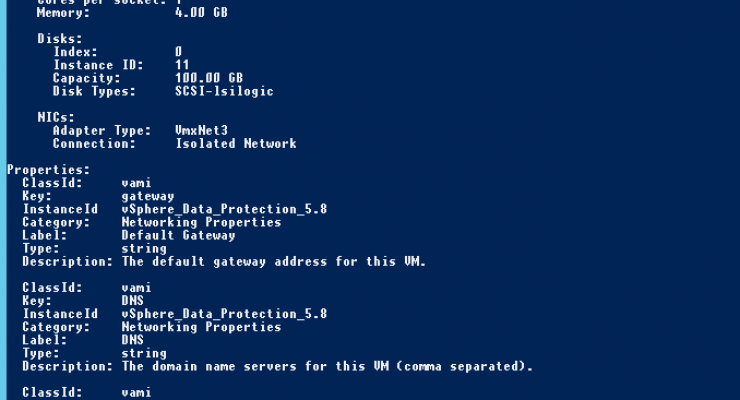 Cores per socket: 1
Memory: 4.00 GB
Disks:
Index: 0
Instance ID: 11
Capacity: 100.00 GB
Disk Types: SCSI-lsilogic
NICs:
Adapter Type: VmxNet3
Connection: Isolated Network
Properties:
ClassId: vami
Key: gateway
InstanceId vSphere_Data_Protection_5.8
Category: Networking Properties
Label: Default Gateway
Type: string
Description: The default gateway address for this VM.
ClassId: vami
Key: DNS
InstanceId vSphere_Data_Protection_5.8
Category: Networking Properties
Label: DNS
Type: string
Description: The domain name servers for this VM (comma separated).
ClassId: vami